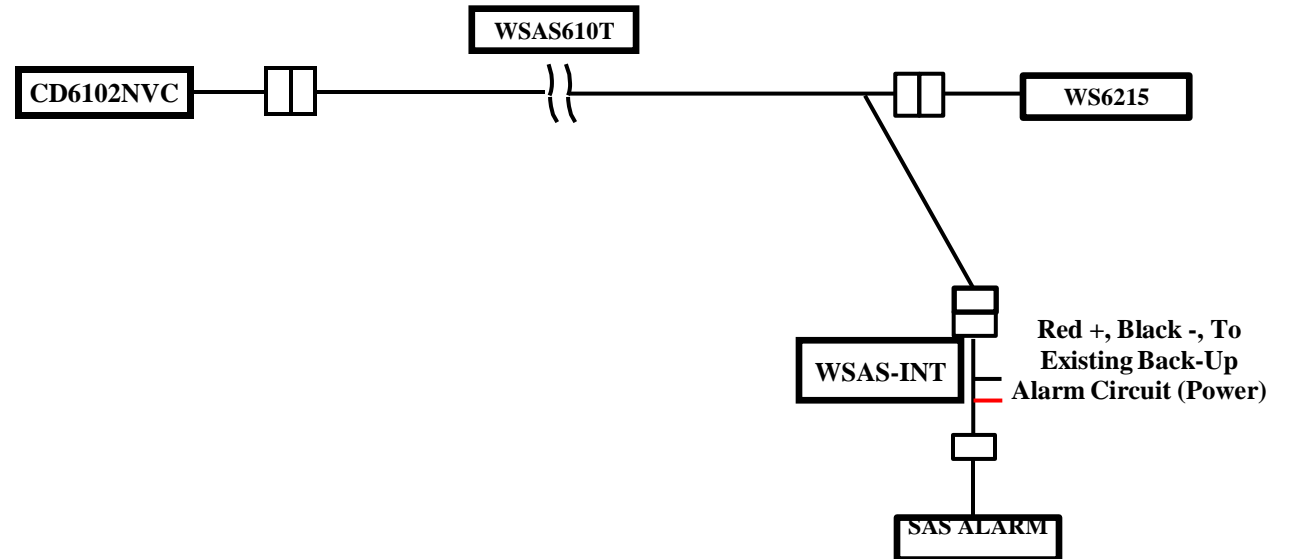 WSAS610T
CD6102NVC
WS6215
Red +, Black -, To
Existing Back-Up
Alarm Circuit (Power)
WSAS-INT
SAS ALARM